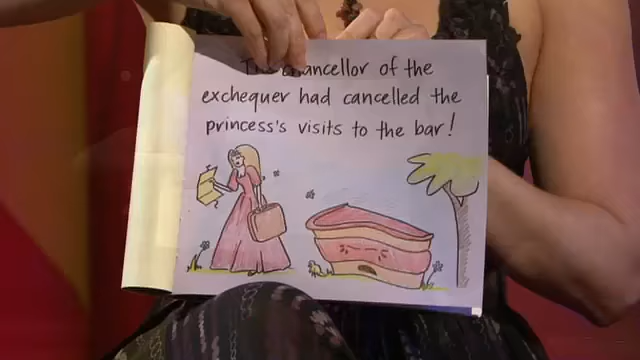 The chancellor of the
exchequer had cancelled the
princess's visits to the bar!